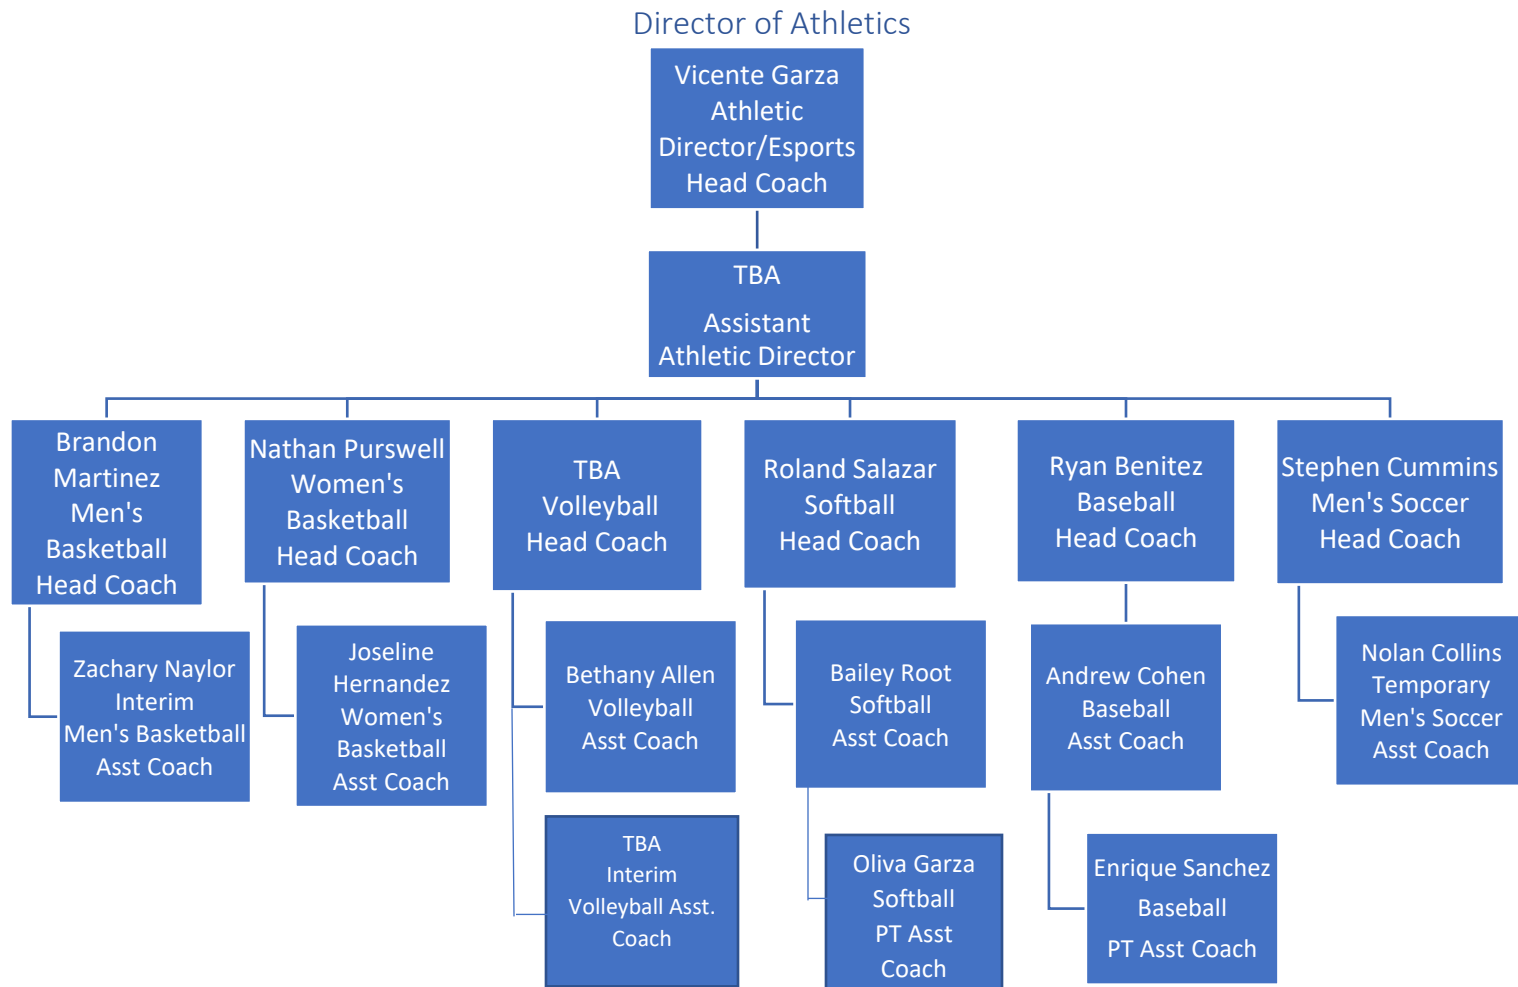 Director of Athletics
Vicente Garza
Athletic
Director/Esports
Head Coach
TBA
Assistant
Athletic Director
Brandon
Martinez
Men's
Basketball
Head Coach
Nathan Purswell
Women's
Basketball
Head Coach
TBA
Volleyball
Head Coach
Roland Salazar
Softball
Head Coach
Ryan Benitez
Baseball
Head Coach
Stephen Cummins
Men's Soccer
Head Coach
Zachary Naylor
Interim
Men's Basketball
Asst Coach
Joseline
Hernandez
Women's
Basketball
Asst Coach
Bethany Allen
Volleyball
Asst Coach
Bailey Root
Softball
Asst Coach
Andrew Cohen
Baseball
Asst Coach
Nolan Collins
Temporary
Men's Soccer
Asst Coach
TBA
Interim
Volleyball Asst.
Coach
Oliva Garza
Softball
PT Asst
Coach
Enrique Sanchez
Baseball
PT Asst Coach